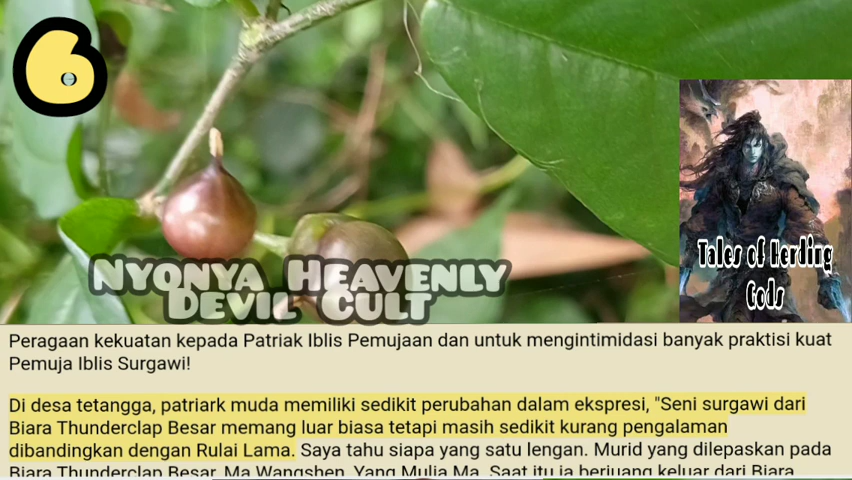 6
NYONYA HEAVENLY
DEVIL CULT
Tales of Herding
Gods
Peragaan kekuatan kepada Patriak Iblis Pemujaan dan untuk mengintimidasi banyak praktisi kuat
Pemuja Iblis Surgawi!
Di desa tetangga, patriark muda memiliki sedikit perubahan dalam ekspresi, "Seni surgawi dari
Biara Thunderclap Besar memang luar biasa tetapi masih sedikit kurang pengalaman
dibandingkan dengan Rulai Lama. Saya tahu siapa yang satu lengan. Murid yang dilepaskan pada
Biara Thunderclap Besar, Ma Wangshen, Yang Mulia Ma. Saat itu ia berjuang keluar dari Biara